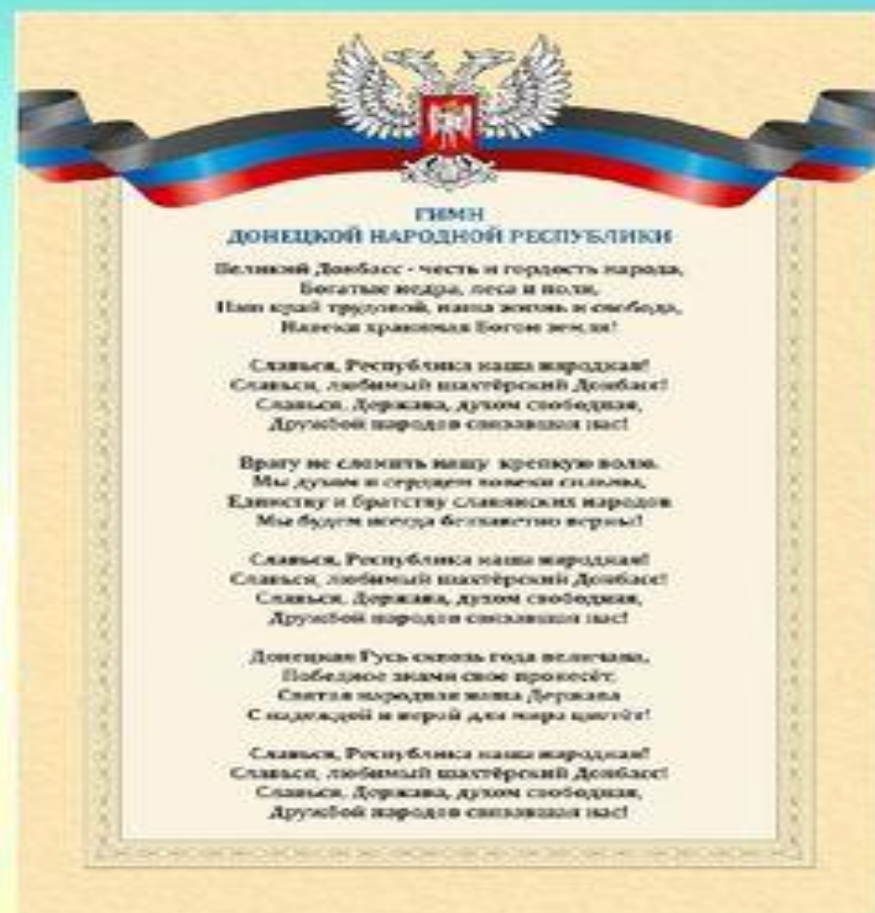 ГИМН
ДОНЕЦКОЙ НАРОДНОЙ РЕСПУБЛИКИ
Великий Донбасс - честь и гордость народа,
Богатые недра, леса и поля,
Наш край трудовой, наша жизнь и свобода,
Навеки хранимая Богом земля!
Славься, Республика наша народная!
Славься, любимый шахтёрский Донбасс!
Славься, Держава, духом свободная,
Дружбой народов связавшая нас!
Врагу не сломить нашу крепкую волю.
Мы духом и сердцем вовеки сильны,
Единству и братству славянских народов
Мы будем всегда беззаветно верны!
Славься, Республика наша народная!
Славься, любимый шахтёрский Донбасс!
Славься, Держава, духом свободная,
Дружбой народов связавшая нас!
Донецкая Русь сквозь года величава,
Победное знамя свое пронесёт,
Святая народная наша Держава
С надеждой и верой для мира цветёт!
Славься, Республика наша народная!
Славься, любимый шахтёрский Донбасс!
Славься, Держава, духом свободная,
Дружбой народов связавшая нас!